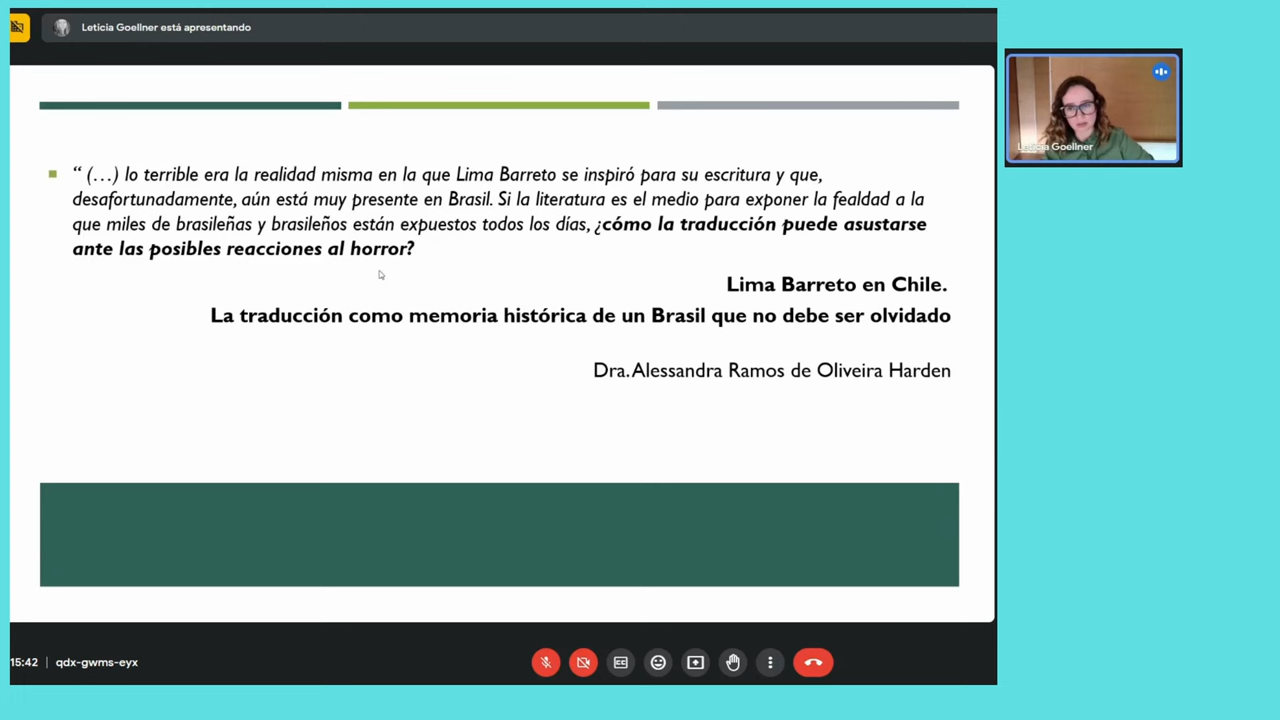 Leticia Goellner está apresentando
Leticia Goellner
“ (…) lo terrible era la realidad misma en la que Lima Barreto se inspiró para su escritura y que,
desafortunadamente, aún está muy presente en Brasil. Si la literatura es el medio para exponer la fealdad a la
que miles de brasileñas y brasileños están expuestos todos los días, ¿cómo la traducción puede asustarse
ante las posibles reacciones al horror?
Lima Barreto en Chile.
La traducción como memoria histórica de un Brasil que no debe ser olvidado
Dra. Alessandra Ramos de Oliveira Harden
15:42 | qdx-gwms-eyx